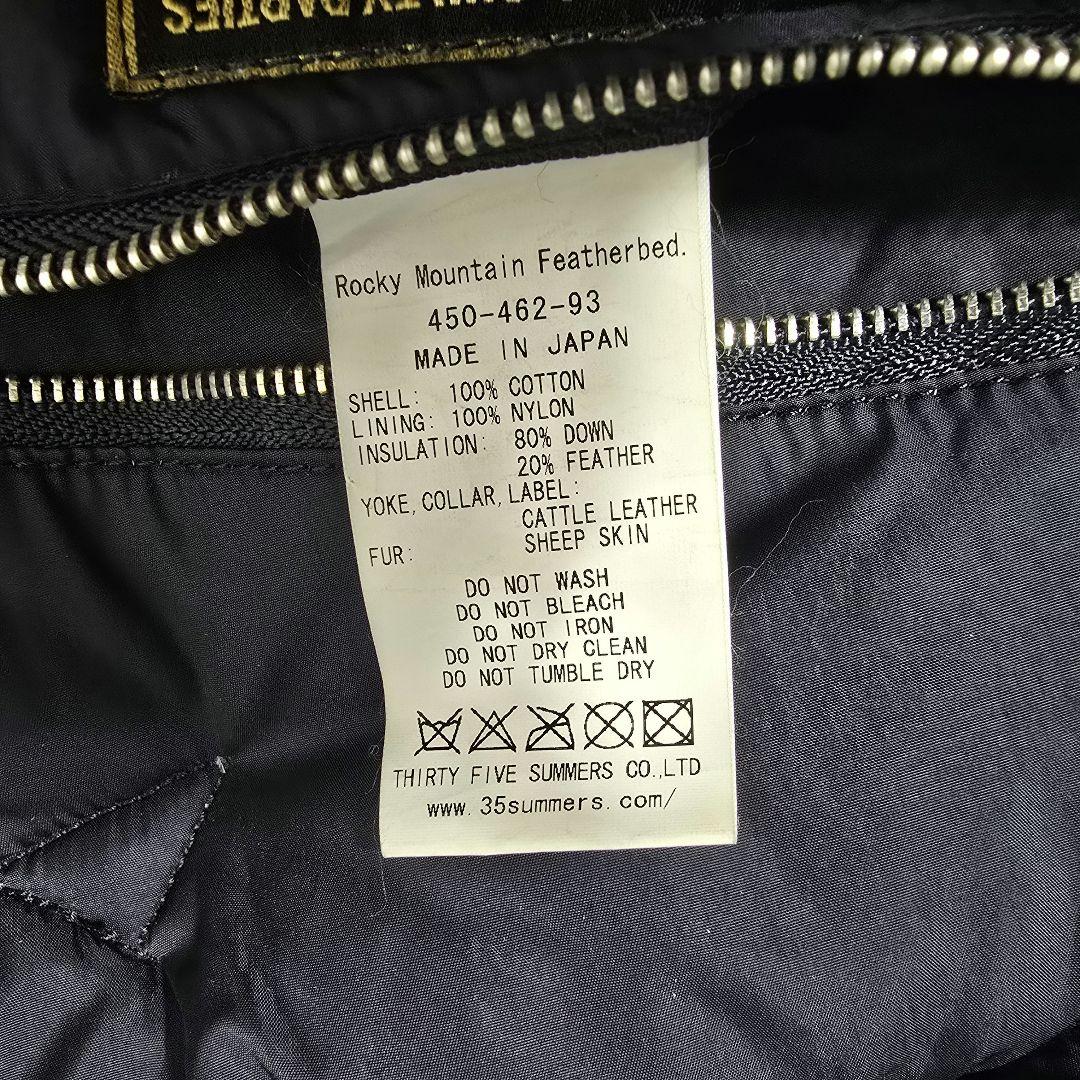 PARTIES
Rocky Mountain Featherbed.
450-462-93
MADE IN JAPAN
SHELL: 100% COTTON
LINING: 100% NYLON
INSULATION: 80% DOWN
20% FEATHER
YOKE, COLLAR, LABEL:
CATTLE LEATHER
FUR: SHEEP SKIN
DO NOT WASH
DO NOT BLEACH
DO NOT IRON
DO NOT DRY CLEAN
DO NOT TUMBLE DRY
THIRTY FIVE SUMMERS CO.,LTD
www.35summers.com/